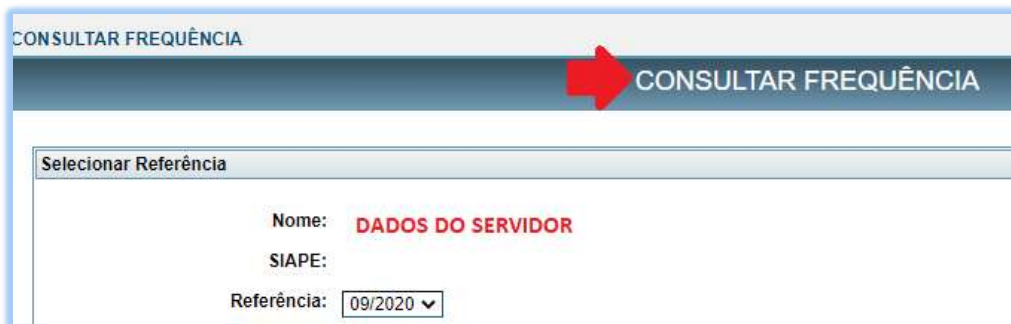 CONSULTAR FREQUÊNCIA
CONSULTAR FREQUÊNCIA
Selecionar Referência
Nome: DADOS DO SERVIDOR
SIAPE:
Referência: 09/2020